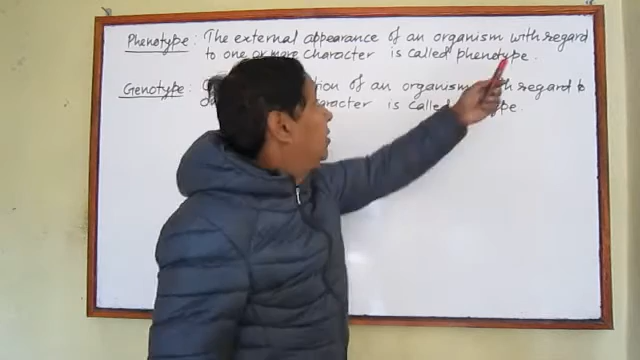 Phenotype : The external appearance of an organism with regard
to one or more character is called phenotype .
Genotype : of an organism regard to
character is called